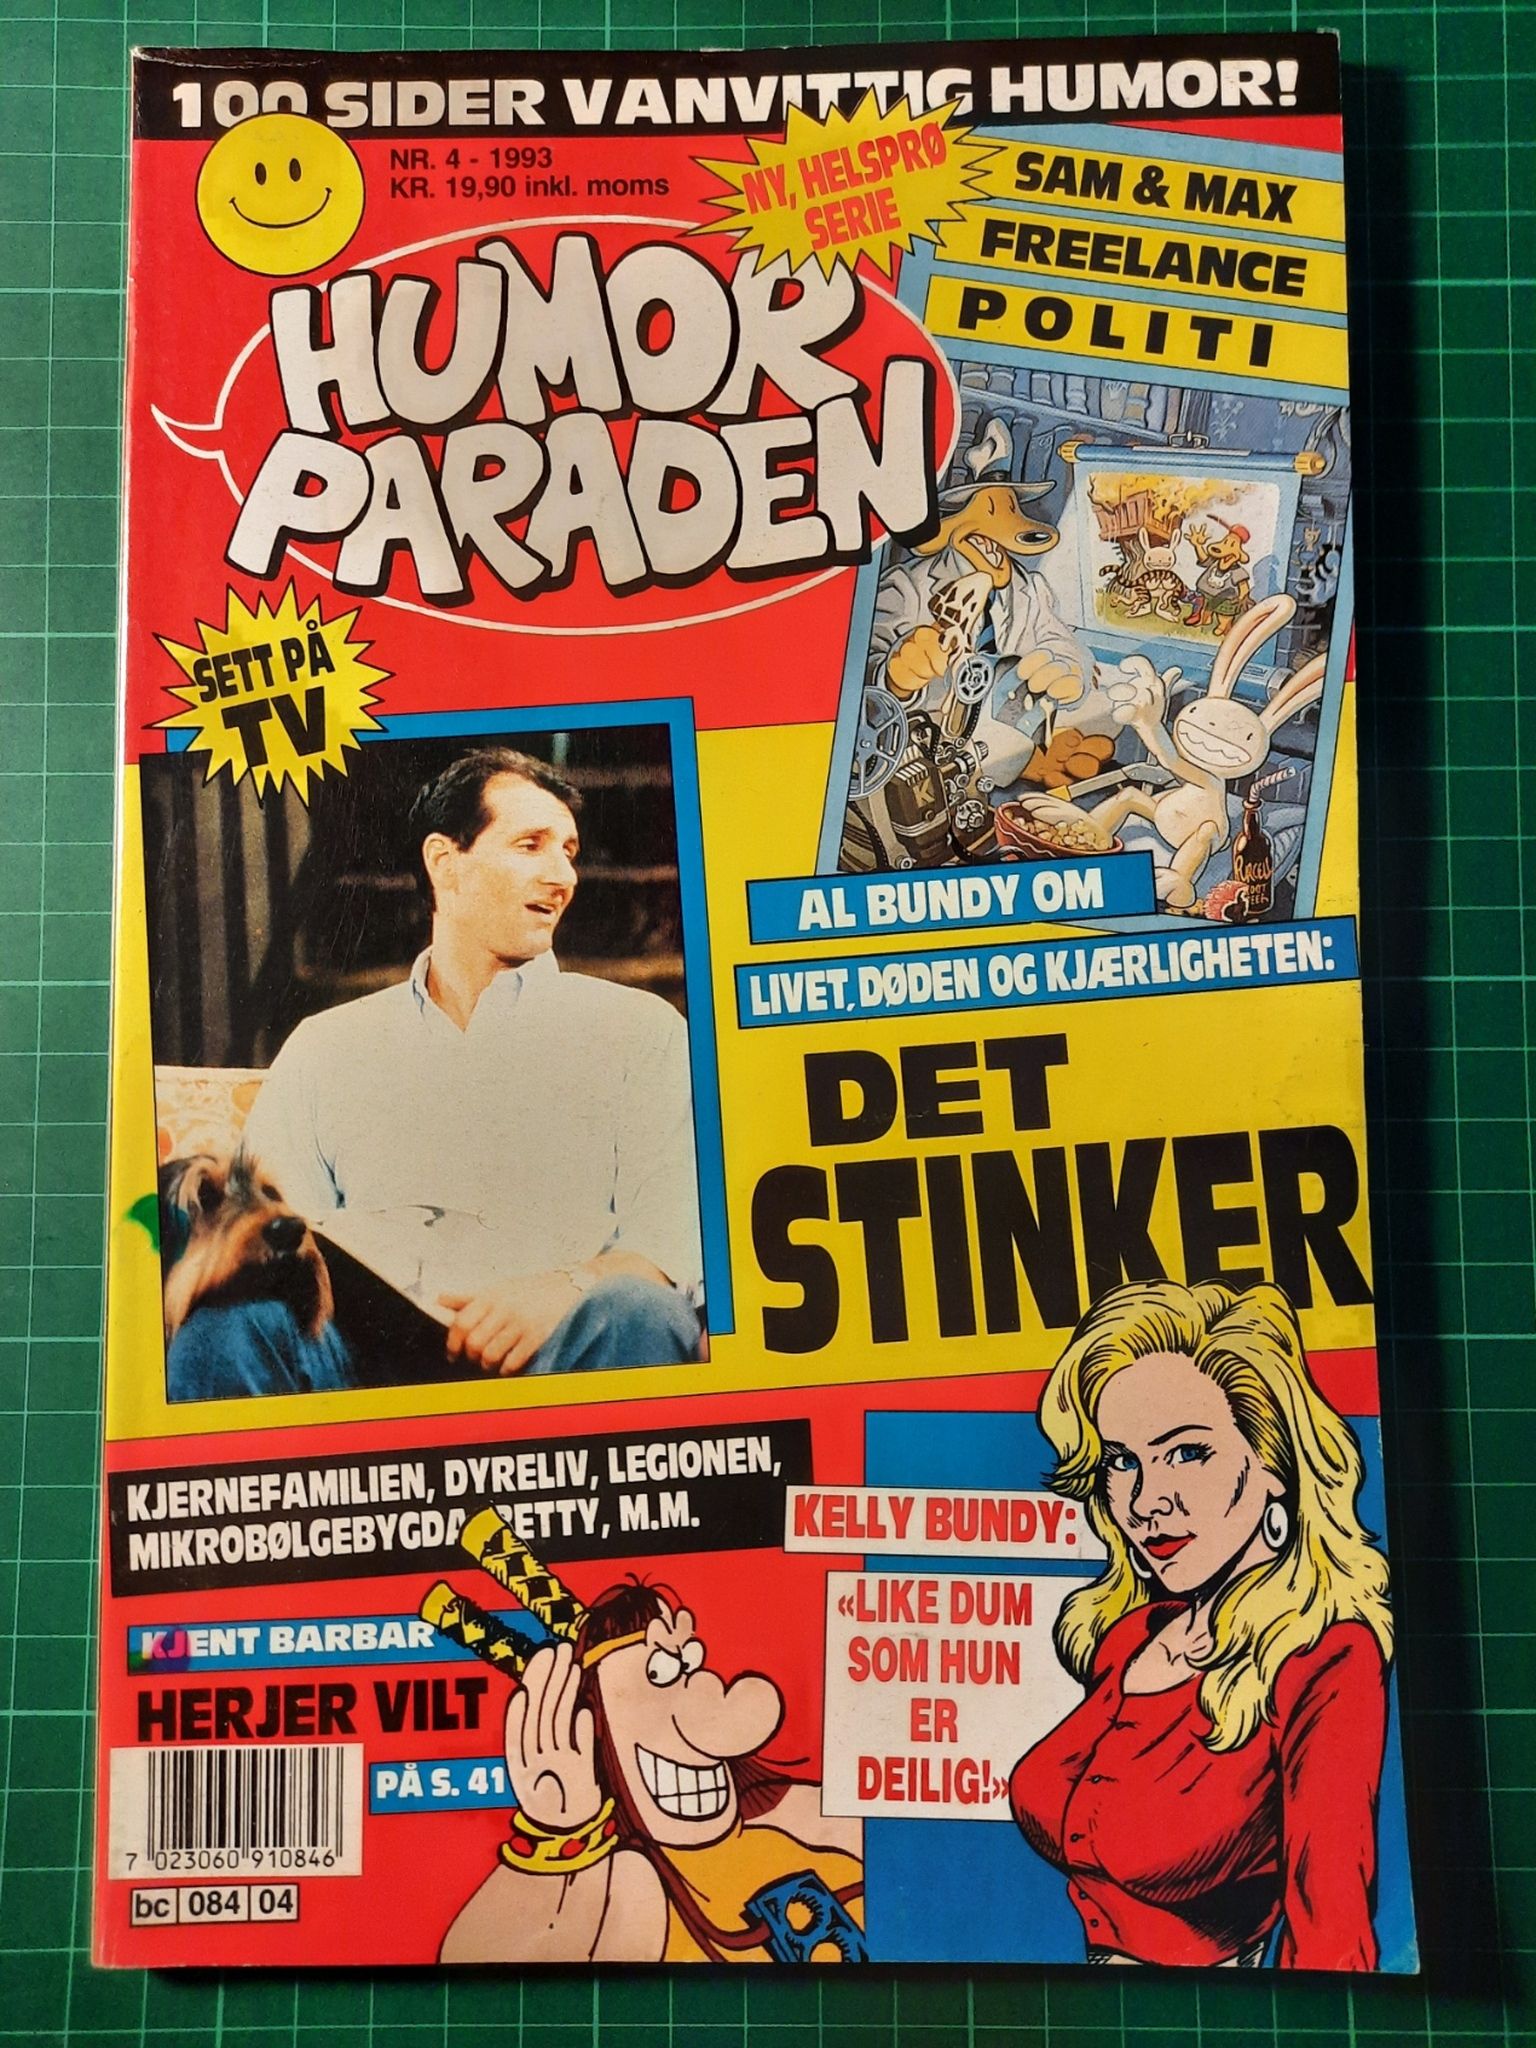 100 SIDER VANVITTIG HUMOR!
NR. 4 - 1993
KR. 19,90 inkl. moms
NY, HELSPRØ
SERIE
SAM & MAX
FREELANCE
POLITI
HUMOR
PARADEN
SETT PÅ
TV
K
PURCELL
AL BUNDY OM
LIVET, DØDEN OG KJÆRLIGHETEN:
DET
STINKER
KJERNEFAMILIEN, DYRELIV, LEGIONEN,
MIKROBØLGEBYGDA, BETTY, M.M.
KELLY BUNDY:
«LIKE DUM
SOM HUN
ER
DEILIG!»
KJENT BARBAR
HERJER VILT
PÅ S. 41
7 023060 910846
bc 084 04